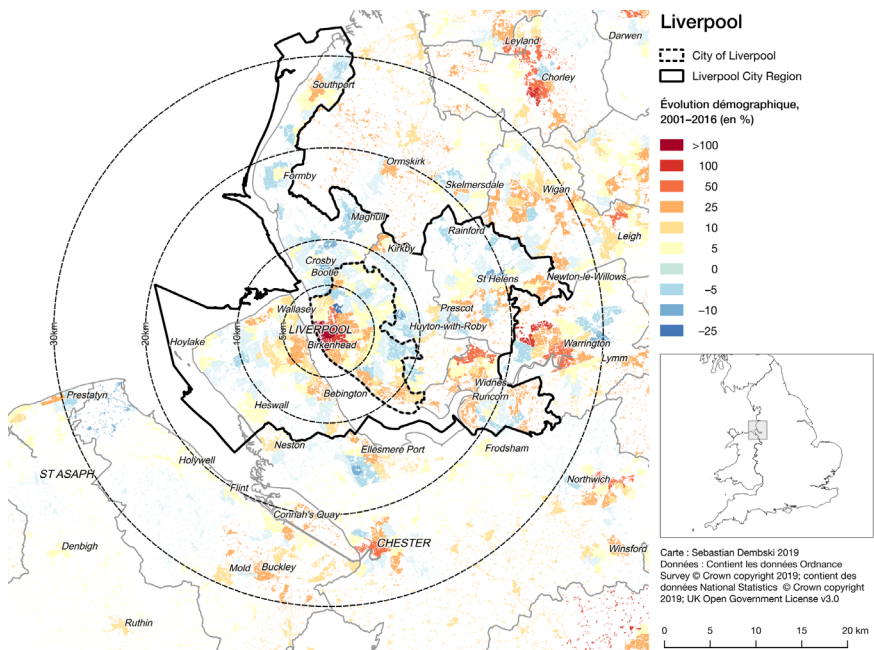 Liverpool
City of Liverpool
Liverpool City Region
Évolution démographique,
2001–2016 (en %)
>100
100
50
25
10
5
0
–5
–10
–25
Leyland
Darwen
Chorley
Southport
Ormskirk
Formby
Skelmersdale
Wigan
Maghull
Rainford
Leigh
Kirkby
Crosby
Bootle
St Helens
Newton-le-Willows
Wallasey
Prescot
LIVERPOOL
Huyton-with-Roby
Hoylake
Birkenhead
Warrington
Lymm
30km
20km
10km
5km
Widnes
Prestatyn
Bebington
Runcorn
Heswall
Neston
Ellesmere Port
Frodsham
Holywell
ST ASAPH
Flint
Northwich
Connah's Quay
CHESTER
Denbigh
Winsford
Mold
Buckley
Ruthin
Carte : Sebastian Dembski 2019
Données : Contient les données Ordnance
Survey © Crown copyright 2019; contient des
données National Statistics © Crown copyright
2019; UK Open Government License v3.0
0 5 10 15 20 km